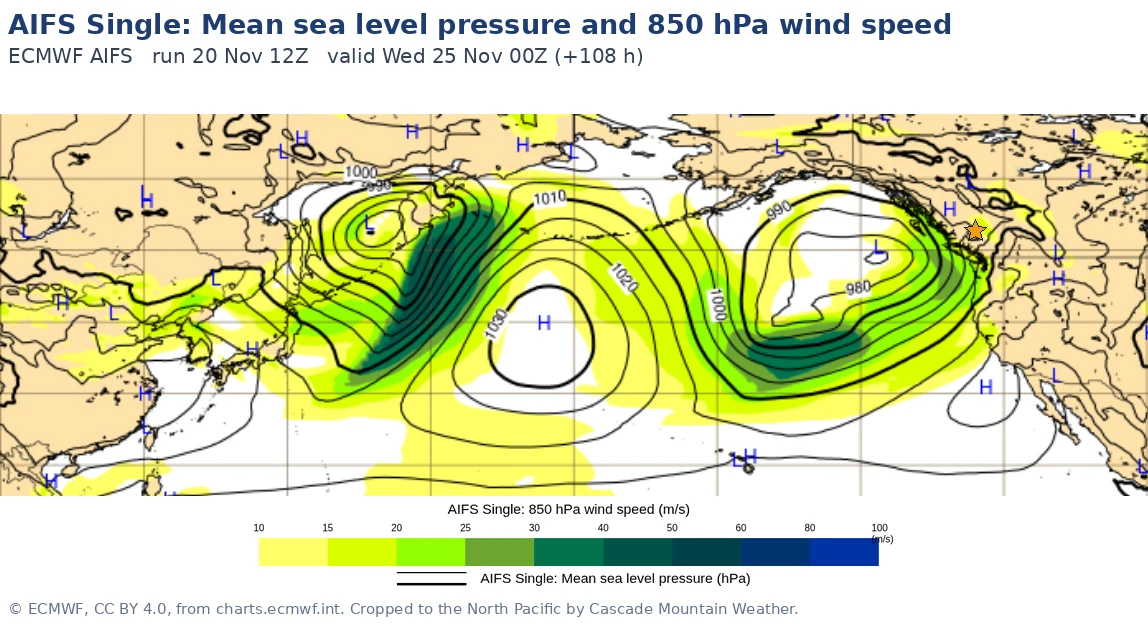 AIFS Single: Mean sea level pressure and 850 hPa wind speed
ECMWF AIFS   run 20 Nov 12Z   valid Wed 25 Nov 00Z (+108 h)
H H H L L H L L
1000
990
H L H H
1010
990
L L L
1020
L H
980
H L 1030 H 1000
H
H L H
L
H L H L
AIFS Single: 850 hPa wind speed (m/s)
10 15 20 25 30 40 50 60 80 100
(m/s)
AIFS Single: Mean sea level pressure (hPa)
© ECMWF, CC BY 4.0, from charts.ecmwf.int. Cropped to the North Pacific by Cascade Mountain Weather.